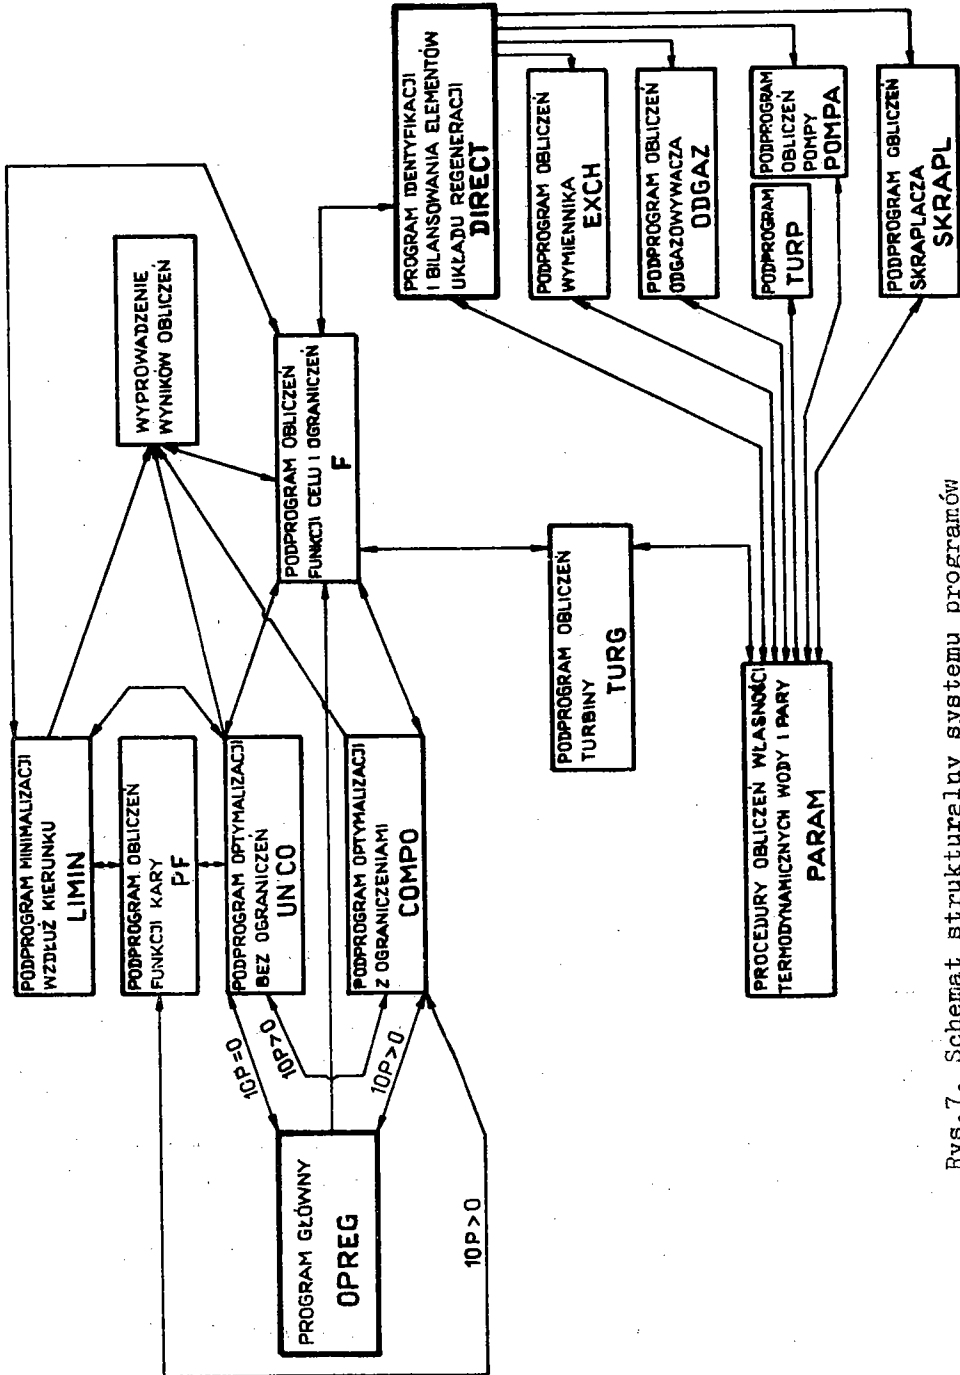 PROGRAM GŁÓWNY
OPREG
10P=0
10P>0
10P>0
10P>0
PODPROGRAM MINIMALIZACJI
WZDŁUŻ KIERUNKU
LIMIN
PODPROGRAM OBLICZEŃ
FUNKCJI KARY
PF
PODPROGRAM OPTYMALIZACJI
BEZ OGRANICZEŃ
UNCO
PODPROGRAM OPTYMALIZACJI
Z OGRANICZENIAMI
COMPO
WYPROWADZENIE
WYNIKÓW OBLICZEŃ
PODPROGRAM OBLICZEŃ
FUNKCJI CELU I OGRANICZEŃ
F
PODPROGRAM OBLICZEŃ
TURBINY
TURG
PROCEDURY OBLICZEŃ WŁASNOŚCI
TERMODYNAMICZNYCH WODY I PARY
PARAM
PROGRAM IDENTYFIKACJI
I BILANSOWANIA ELEMENTÓW
UKŁADU REGENERACJI
DIRECT
PODPROGRAM OBLICZEŃ
WYMIENNIKA
EXCH
PODPROGRAM OBLICZEŃ
ODGAZOWYWACZA
ODGAZ
PODPROGRAM
TURP
PODPROGRAM
OBLICZEŃ
POMPY
POMPA
PODPROGRAM OBLICZEŃ
SKRAPLACZA
SKRAPL
Rys.7. Schemat strukturalny systemu programów